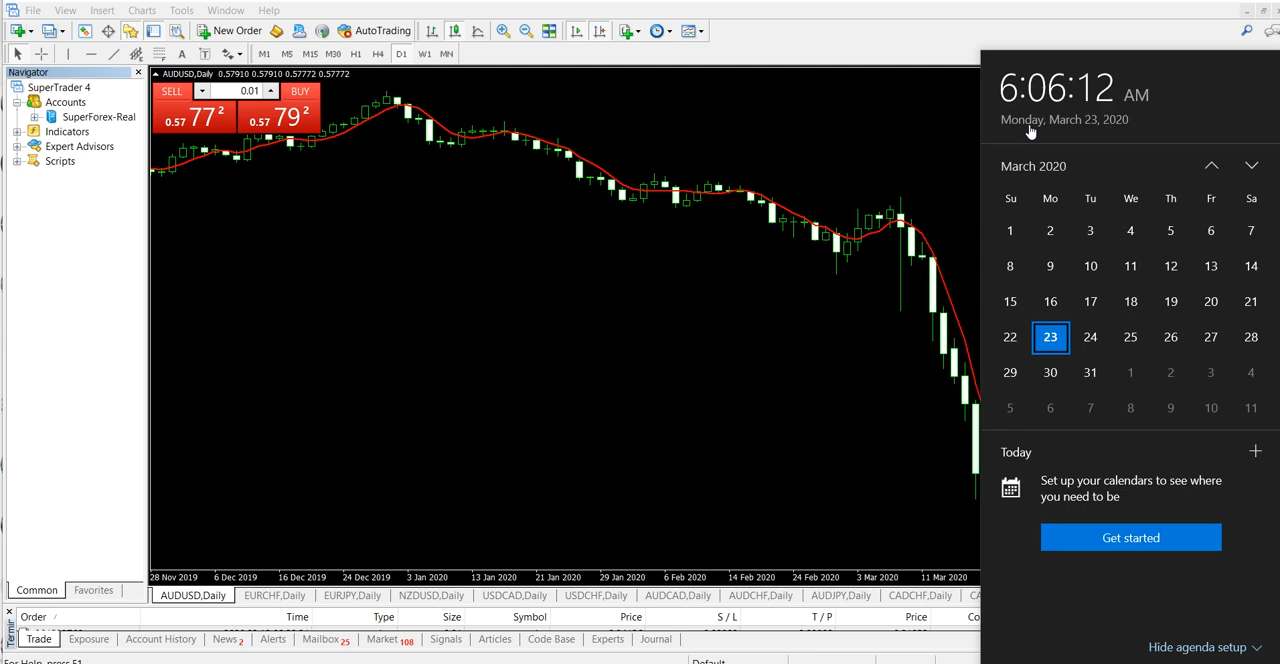 File View Insert Charts Tools Window Help
New Order AutoTrading
A T M1 M5 M15 M30 H1 H4 D1 W1 MN
Navigator
SuperTrader 4
Accounts
SuperForex-Real
Indicators
Expert Advisors
Scripts
Common Favorites
AUDUSD,Daily 0.57910 0.57910 0.57772 0.57772
SELL 0.01 BUY
0.57 77 2 0.57 79 2
28 Nov 2019 6 Dec 2019 16 Dec 2019 24 Dec 2019 3 Jan 2020 13 Jan 2020 21 Jan 2020 29 Jan 2020 6 Feb 2020 14 Feb 2020 24 Feb 2020 3 Mar 2020 11 Mar 2020
AUDUSD,Daily EURCHF,Daily EURJPY,Daily NZDUSD,Daily USDCAD,Daily USDCHF,Daily AUDCAD,Daily AUDCHF,Daily AUDJPY,Daily CADCHF,Daily CA
Order / Time Type Size Symbol Price S / L T / P Price Co
Trade Exposure Account History News 2 Alerts Mailbox 25 Market 108 Signals Articles Code Base Experts Journal
Termin
For Help, press F1 Default
6:06:12 AM
Monday, March 23, 2020
March 2020
Su Mo Tu We Th Fr Sa
1 2 3 4 5 6 7
8 9 10 11 12 13 14
15 16 17 18 19 20 21
22 23 24 25 26 27 28
29 30 31 1 2 3 4
5 6 7 8 9 10 11
Today
Set up your calendars to see where
you need to be
Get started
Hide agenda setup